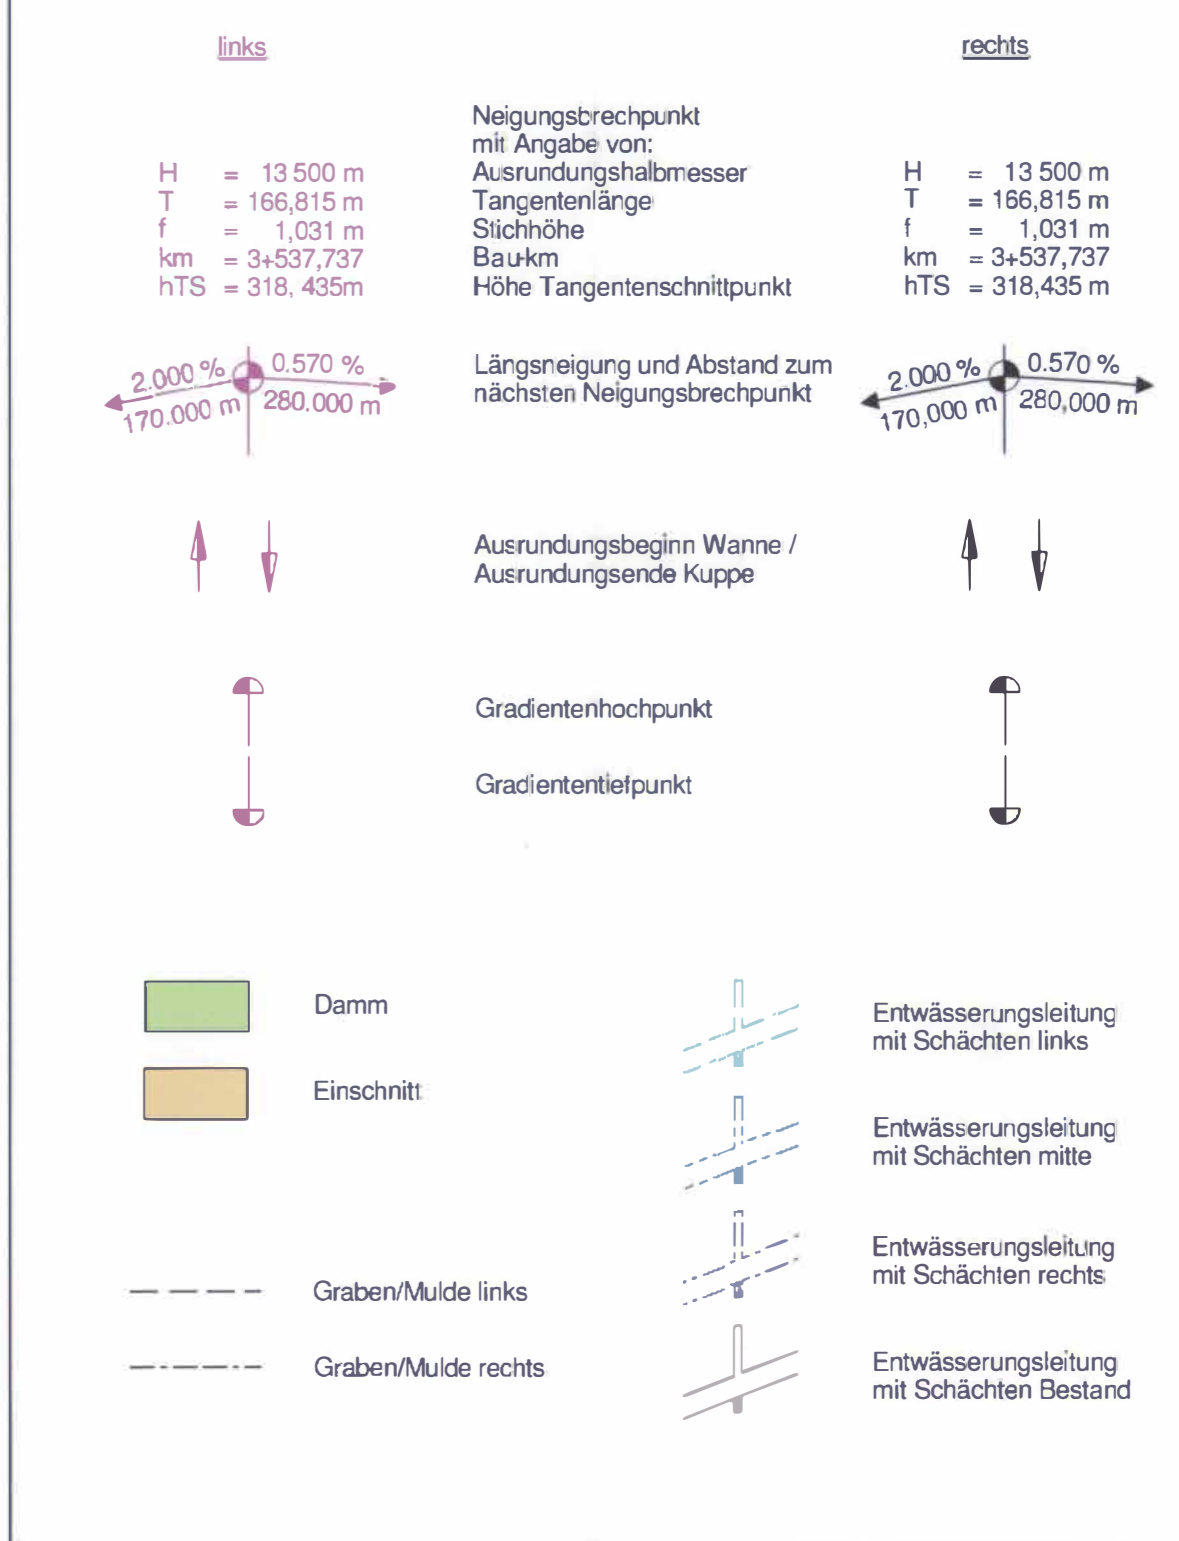 links
rechts
Neigungsbrechpunkt
mit Angabe von:
H = 13 500 m Ausrundungshalbmesser H = 13 500 m
T = 166,815 m Tangentenlänge T = 166,815 m
f = 1,031 m Stichhöhe f = 1,031 m
km = 3+537,737 Bau-km km = 3+537,737
hTS = 318, 435m Höhe Tangentenschnittpunkt hTS = 318,435 m
2.000 % 0.570 % Längsneigung und Abstand zum 2.000 % 0.570 %
170.000 m 280.000 m nächsten Neigungsbrechpunkt 170,000 m 280,000 m
Ausrundungsbeginn Wanne /
Ausrundungsende Kuppe
Gradientenhochpunkt
Gradiententiefpunkt
Damm
Einschnitt
Graben/Mulde links
Graben/Mulde rechts
Entwässerungsleitung
mit Schächten links
Entwässerungsleitung
mit Schächten mitte
Entwässerungsleitung
mit Schächten rechts
Entwässerungsleitung
mit Schächten Bestand